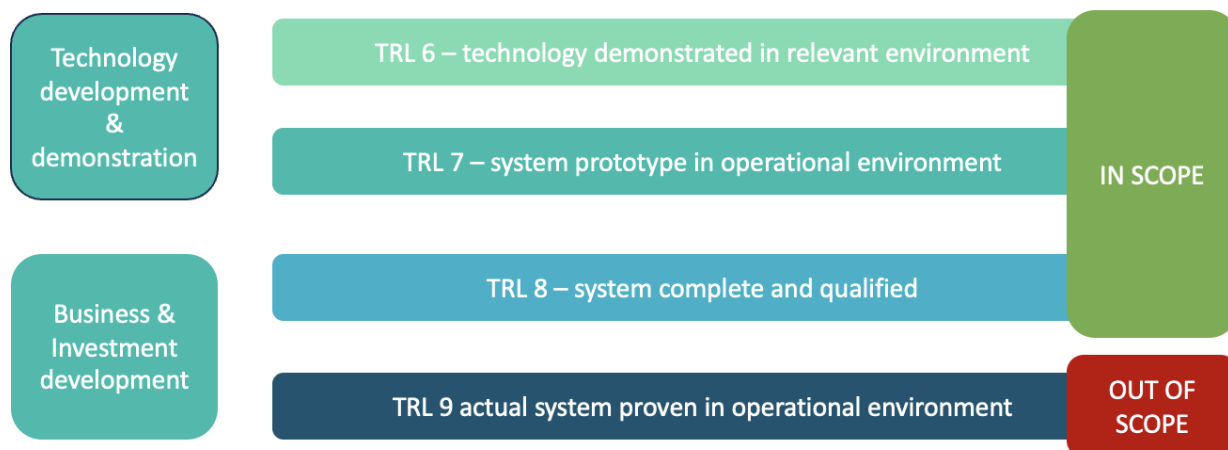 Technology
development
&
demonstration
TRL 6 – technology demonstrated in relevant environment
TRL 7 – system prototype in operational environment
IN SCOPE
Business &
Investment
development
TRL 8 – system complete and qualified
TRL 9 actual system proven in operational environment
OUT OF
SCOPE